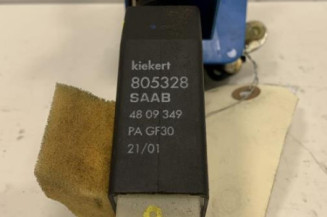 kiekert
805328
SAAB
48 09 349
PA GF30
21/01